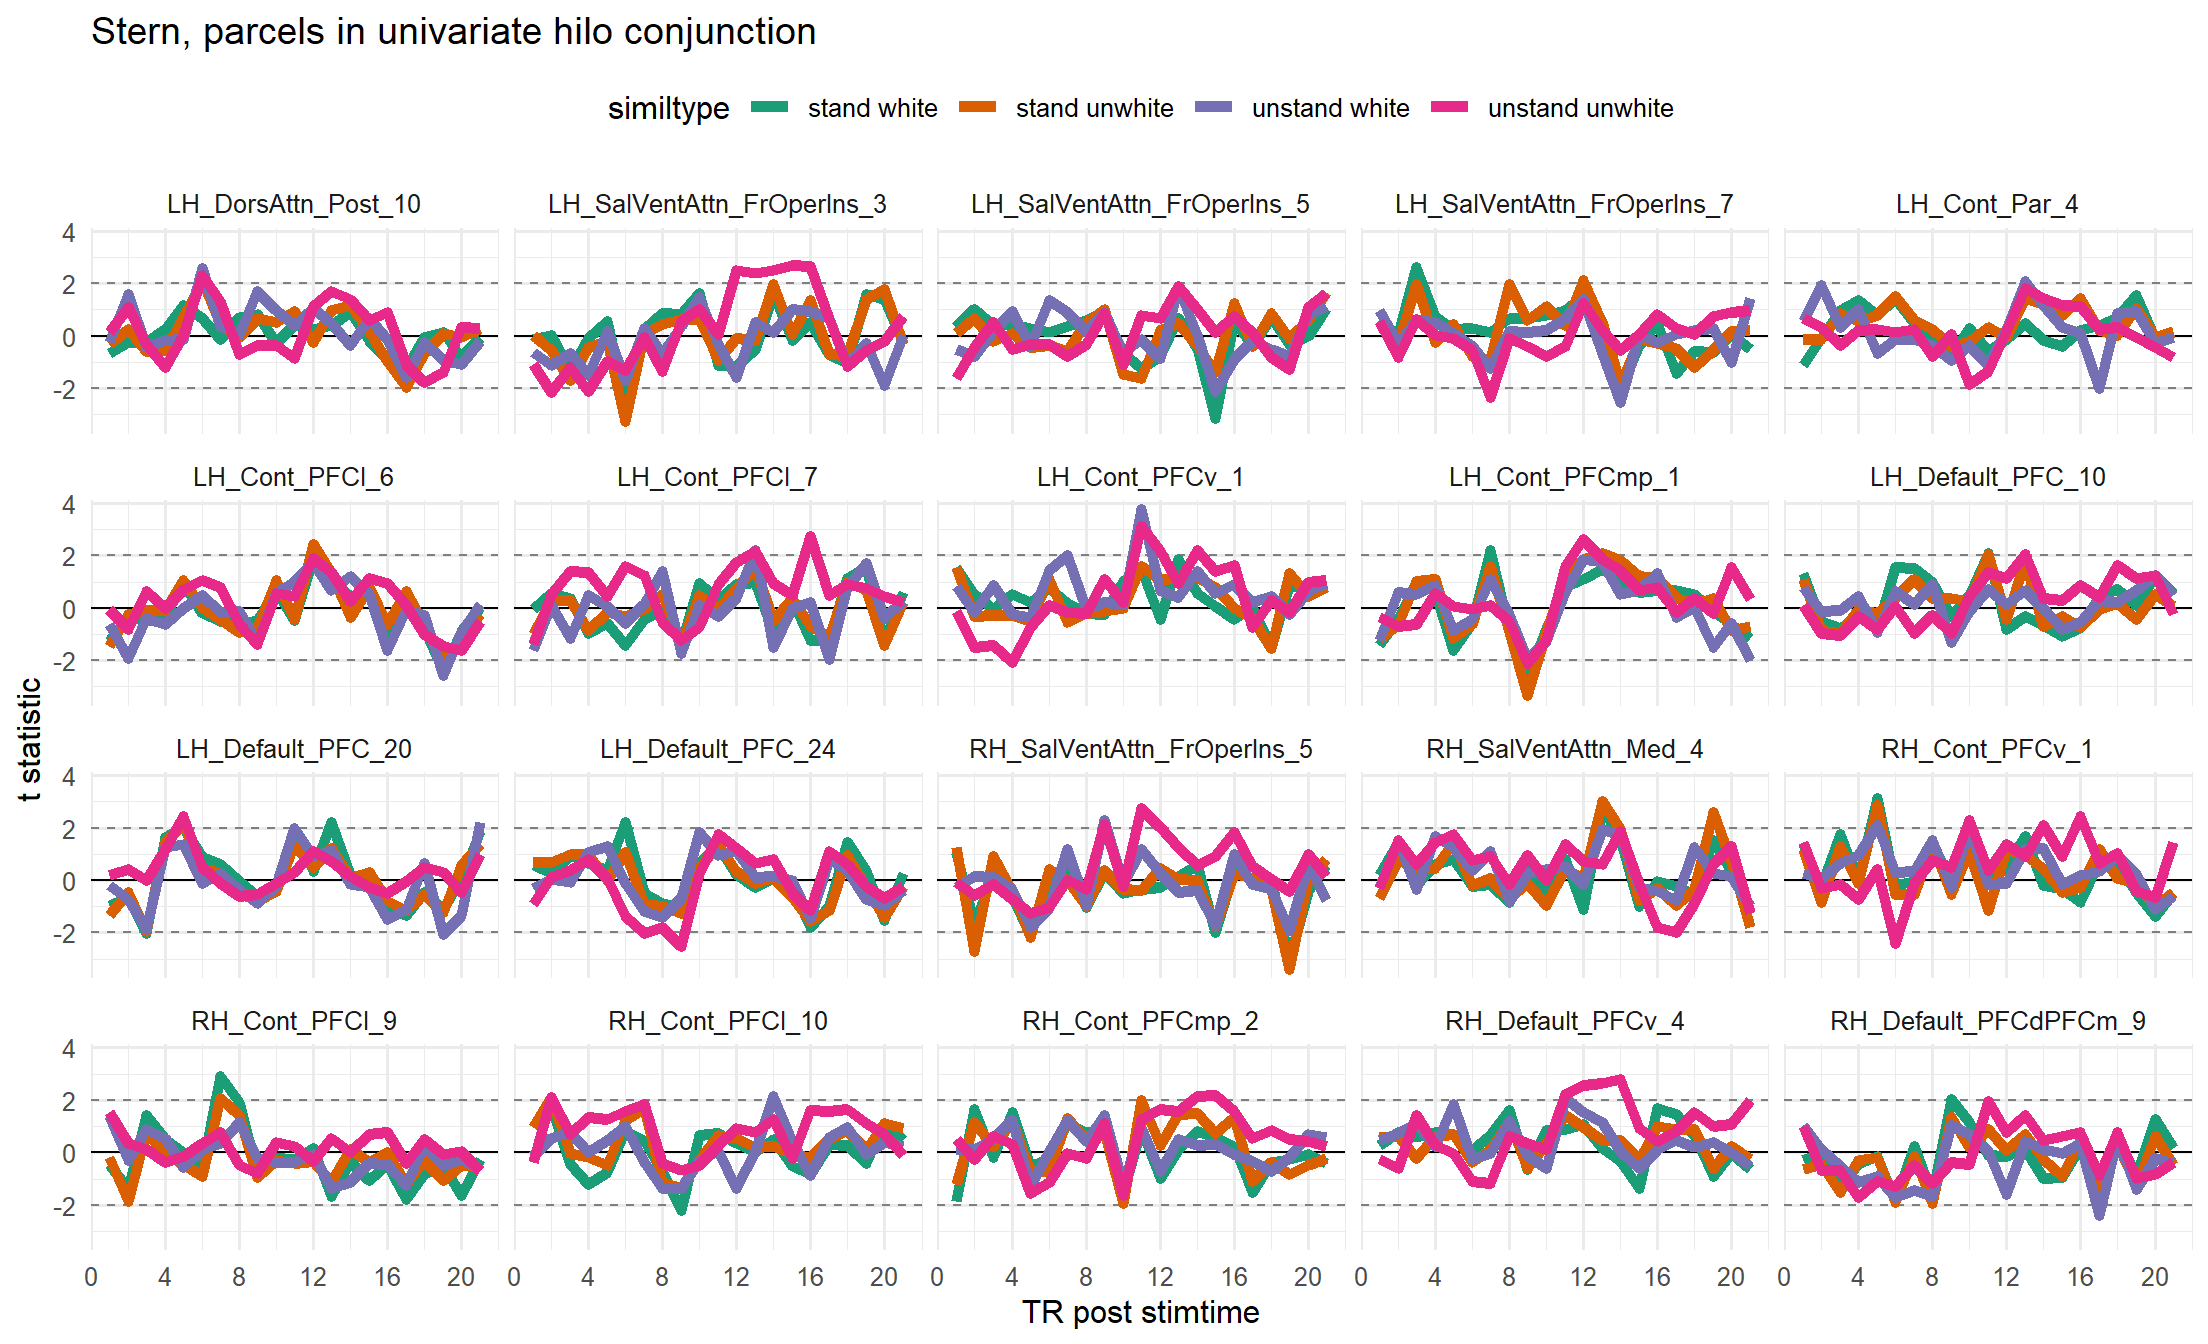 Stern, parcels in univariate hilo conjunction
similtype stand white stand unwhite unstand white unstand unwhite
LH_DorsAttn_Post_10 LH_SalVentAttn_FrOperIns_3 LH_SalVentAttn_FrOperIns_5 LH_SalVentAttn_FrOperIns_7 LH_Cont_Par_4
4
2
0
-2
LH_Cont_PFCl_6 LH_Cont_PFCl_7 LH_Cont_PFCv_1 LH_Cont_PFCmp_1 LH_Default_PFC_10
4
2
0
-2
t statistic
LH_Default_PFC_20 LH_Default_PFC_24 RH_SalVentAttn_FrOperIns_5 RH_SalVentAttn_Med_4 RH_Cont_PFCv_1
4
2
0
-2
RH_Cont_PFCl_9 RH_Cont_PFCl_10 RH_Cont_PFCmp_2 RH_Default_PFCv_4 RH_Default_PFCdPFCm_9
4
2
0
-2
0 4 8 12 16 20 0 4 8 12 16 20 0 4 8 12 16 20 0 4 8 12 16 20 0 4 8 12 16 20
TR post stimtime